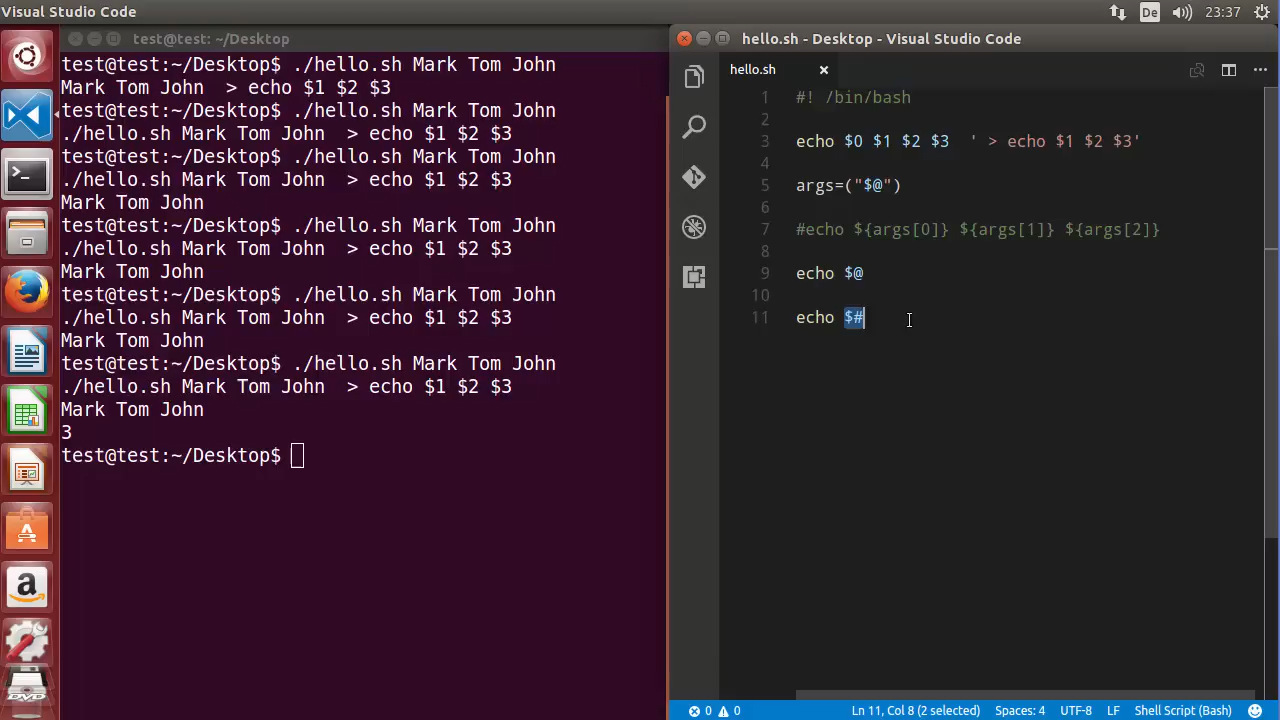 Visual Studio Code
De
23:37
test@test: ~/Desktop
test@test:~/Desktop$ ./hello.sh Mark Tom John
Mark Tom John  > echo $1 $2 $3
test@test:~/Desktop$ ./hello.sh Mark Tom John
./hello.sh Mark Tom John  > echo $1 $2 $3
test@test:~/Desktop$ ./hello.sh Mark Tom John
./hello.sh Mark Tom John  > echo $1 $2 $3
Mark Tom John
test@test:~/Desktop$ ./hello.sh Mark Tom John
./hello.sh Mark Tom John  > echo $1 $2 $3
Mark Tom John
test@test:~/Desktop$ ./hello.sh Mark Tom John
./hello.sh Mark Tom John  > echo $1 $2 $3
Mark Tom John
test@test:~/Desktop$ ./hello.sh Mark Tom John
./hello.sh Mark Tom John  > echo $1 $2 $3
Mark Tom John
3
test@test:~/Desktop$
hello.sh - Desktop - Visual Studio Code
hello.sh
1 #! /bin/bash
2
3 echo $0 $1 $2 $3  ' > echo $1 $2 $3'
4
5 args=("$@")
6
7 #echo ${args[0]} ${args[1]} ${args[2]}
8
9 echo $@
10
11 echo $#
0 0 Ln 11, Col 8 (2 selected) Spaces: 4 UTF-8 LF Shell Script (Bash)
DVD